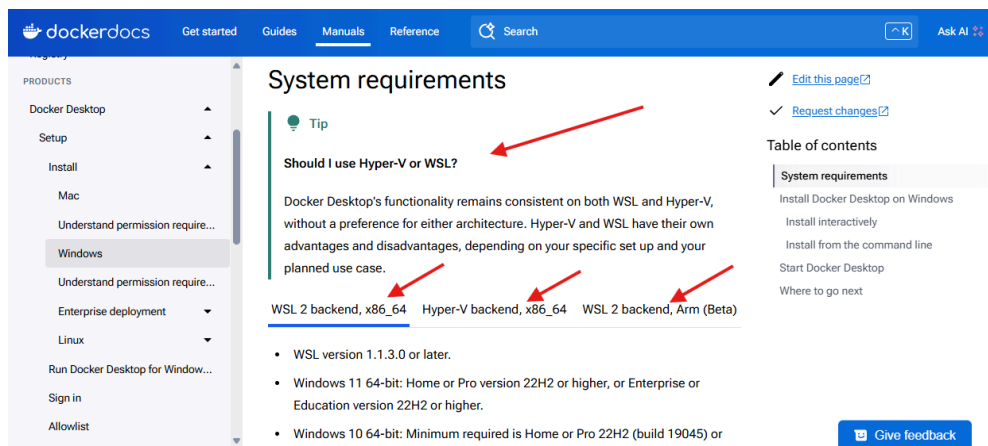 dockerdocs
Get started
Guides
Manuals
Reference
Search
^K
Ask AI
PRODUCTS
Docker Desktop
Setup
Install
Mac
Understand permission require...
Windows
Understand permission require...
Enterprise deployment
Linux
Run Docker Desktop for Window...
Sign in
Allowlist
System requirements
Tip
Should I use Hyper-V or WSL?
Docker Desktop's functionality remains consistent on both WSL and Hyper-V,
without a preference for either architecture. Hyper-V and WSL have their own
advantages and disadvantages, depending on your specific set up and your
planned use case.
WSL 2 backend, x86_64
Hyper-V backend, x86_64
WSL 2 backend, Arm (Beta)
• WSL version 1.1.3.0 or later.
• Windows 11 64-bit: Home or Pro version 22H2 or higher, or Enterprise or
Education version 22H2 or higher.
• Windows 10 64-bit: Minimum required is Home or Pro 22H2 (build 19045) or
Edit this page
Request changes
Table of contents
System requirements
Install Docker Desktop on Windows
Install interactively
Install from the command line
Start Docker Desktop
Where to go next
Give feedback